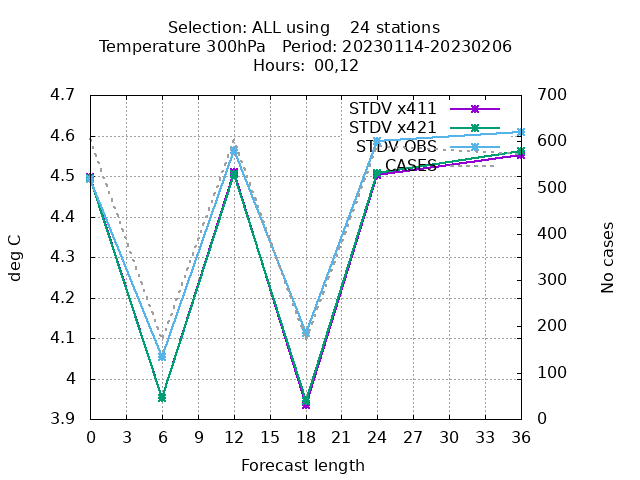 Selection: ALL using    24 stations
Temperature 300hPa   Period: 20230114-20230206
Hours:  00,12
4.7
4.6
4.5
4.4
4.3
4.2
4.1
4
3.9
deg C
STDV x411
STDV x421
STDV OBS
CASES
700
600
500
400
300
200
100
0
No cases
0 3 6 9 12 15 18 21 24 27 30 33 36
Forecast length